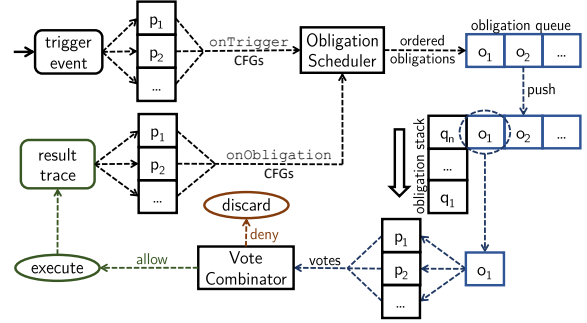 trigger
event
p1
p2
...
onTrigger
CFGs
Obligation
Scheduler
ordered
obligations
obligation queue
o1
o2
...
push
result
trace
p1
p2
...
onObligation
CFGs
obligation stack
qn
o1
o2
...
...
q1
discard
deny
execute
allow
Vote
Combinator
votes
p1
p2
...
o1